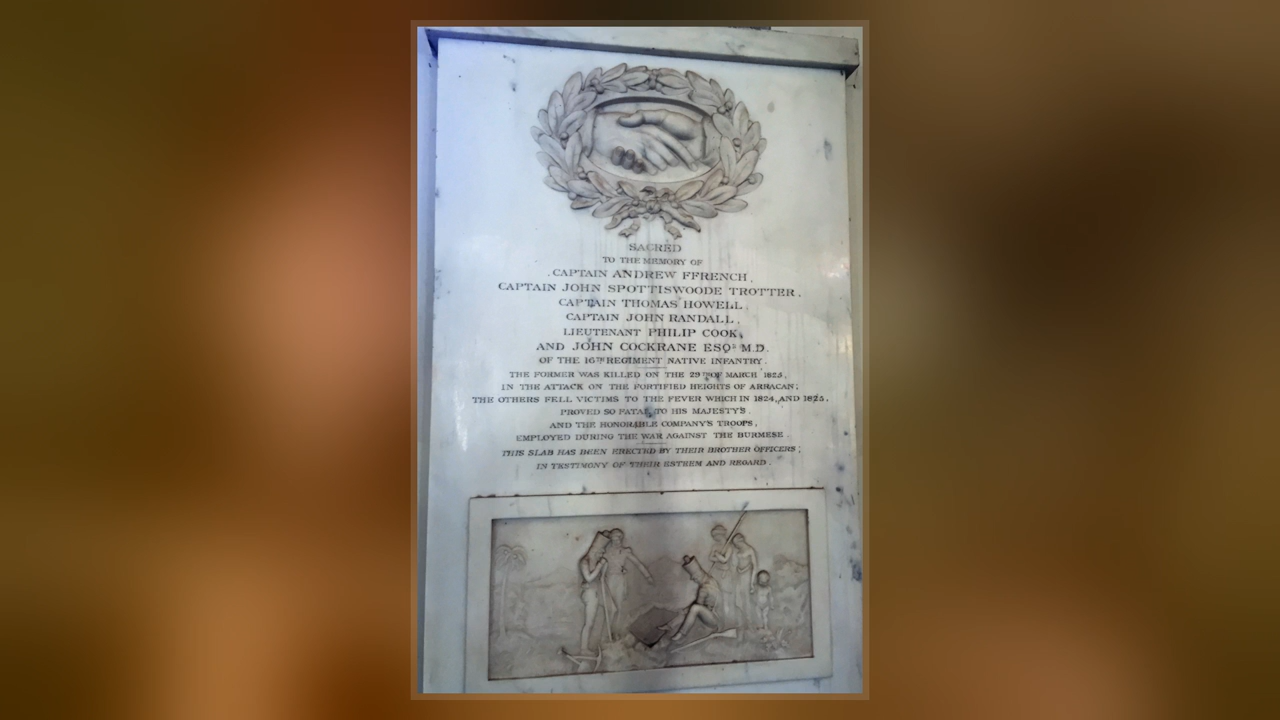 SACRED
TO THE MEMORY OF
CAPTAIN ANDREW FFRENCH,
CAPTAIN JOHN SPOTTISWOODE TROTTER,
CAPTAIN THOMAS HOWELL,
CAPTAIN JOHN RANDALL,
LIEUTENANT PHILIP COOK,
AND JOHN COCKRANE ESQR M.D.
OF THE 16TH REGIMENT NATIVE INFANTRY.
THE FORMER WAS KILLED ON THE 29TH OF MARCH 1825,
IN THE ATTACK ON THE FORTIFIED HEIGHTS OF ARRACAN;
THE OTHERS FELL VICTIMS TO THE FEVER WHICH IN 1824, AND 1825,
PROVED SO FATAL TO HIS MAJESTY'S
AND THE HONORABLE COMPANY'S TROOPS,
EMPLOYED DURING THE WAR AGAINST THE BURMESE.
THIS SLAB HAS BEEN ERECTED BY THEIR BROTHER OFFICERS;
IN TESTIMONY OF THEIR ESTEEM AND REGARD.